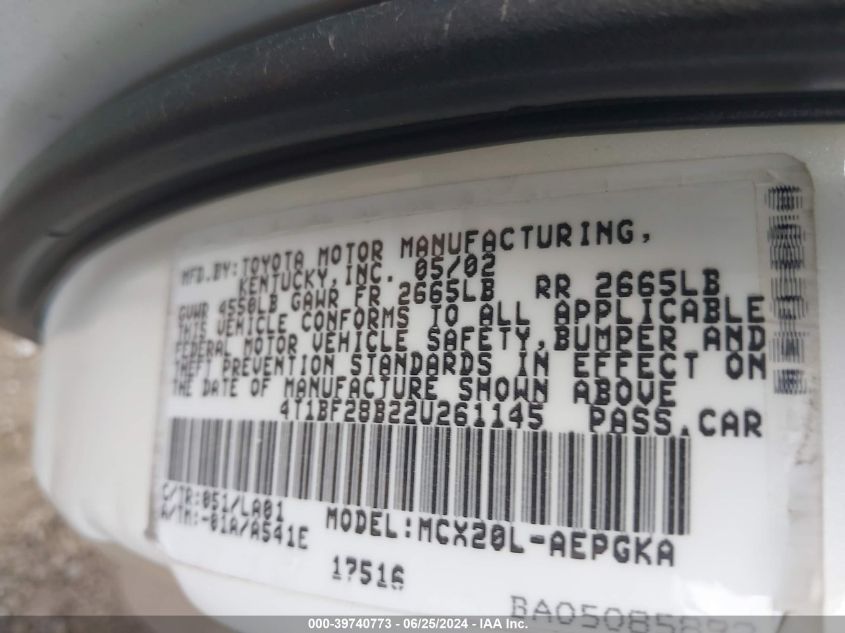 MFD.BY:TOYOTA MOTOR MANUFACTURING,
KENTUCKY,INC. 05/02
GVWR 4550LB GAWR FR 2665LB RR 2665LB
THIS VEHICLE CONFORMS TO ALL APPLICABLE
FEDERAL MOTOR VEHICLE SAFETY,BUMPER AND
THEFT PREVENTION STANDARDS IN EFFECT ON
THE DATE OF MANUFACTURE SHOWN ABOVE
4T1BF28B22U261145 PASS.CAR
C/TR:051/LA01
A/TM:-01A/A541E
MODEL:MCX20L-AEPGKA
17516
000-39740773 - 06/25/2024 - IAA Inc.